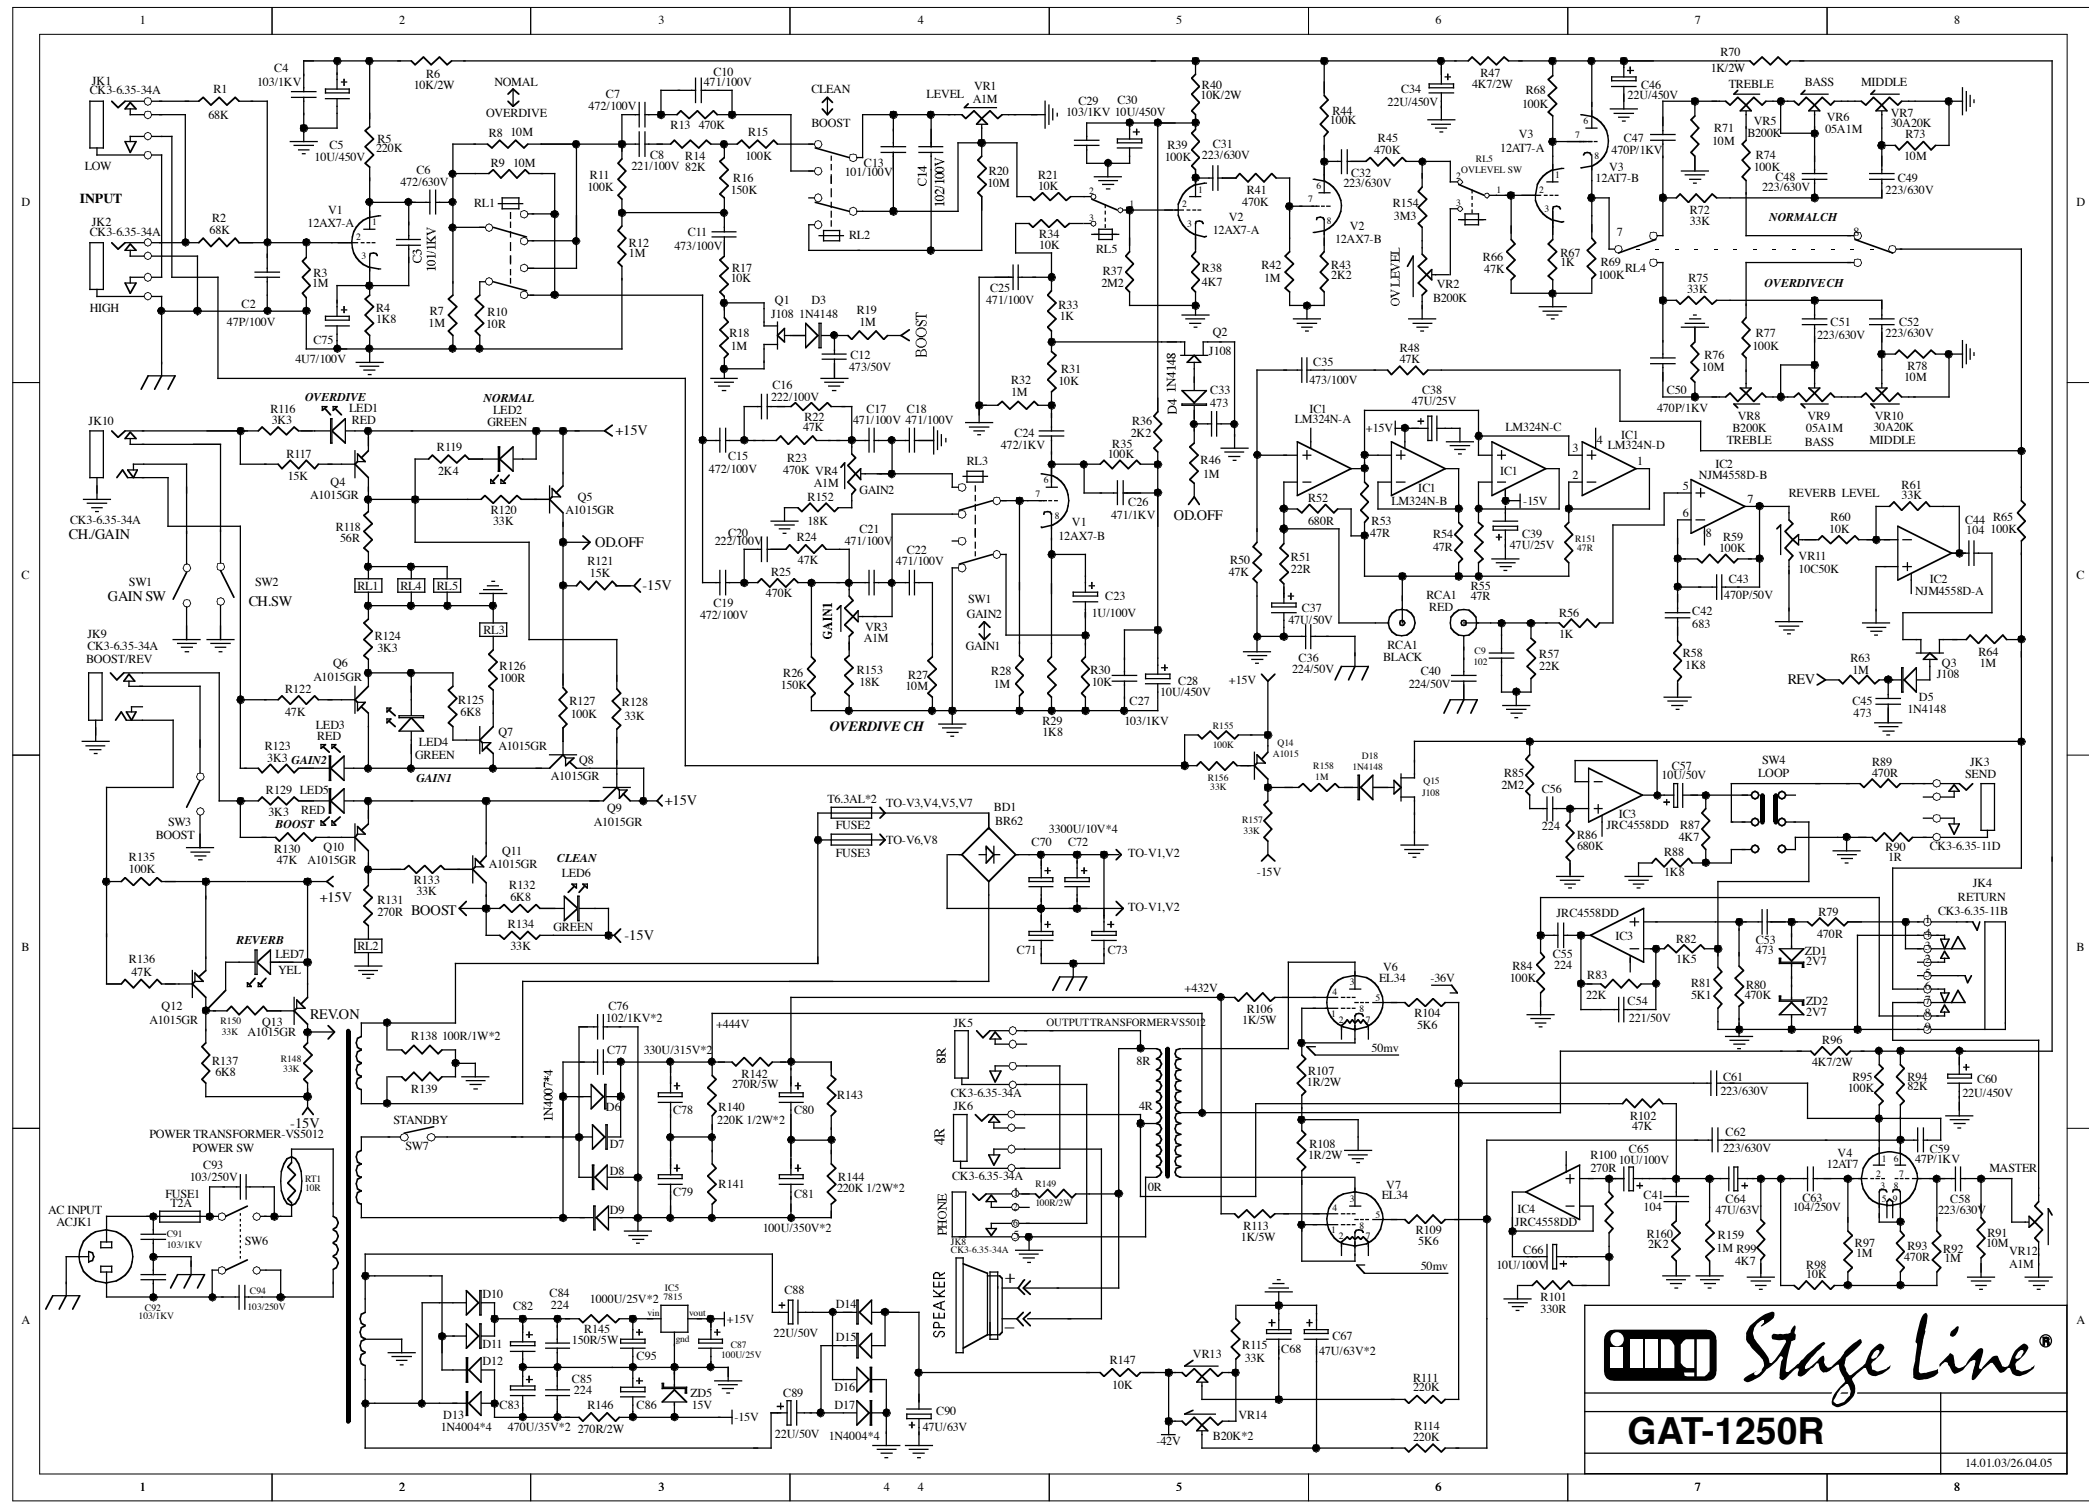 1 2 3 4 5 6 7 8
D
C
B
A
JK1
CK3-6.35-34A
LOW
INPUT
JK2
CK3-6.35-34A
HIGH
R1
68K
R2
68K
C2
47P/100V
C4
103/1KV
C5
10U/450V
R6
10K/2W
R5
220K
V1
12AX7-A
R3
1M
R4
1K8
C75
4U7/100V
C3
101/1KV
C6
472/630V
R7
1M
R8 10M
R9 10M
RL1
R10
10R
NOMAL
OVERDIVE
C7
472/100V
C10
471/100V
R13 470K
C8
221/100V
R14
82K
R11
100K
R12
1M
R15
100K
R16
150K
C11
473/100V
R17
10K
R18
1M
Q1
J108
D3
1N4148
R19
1M
C12
473/50V
BOOST
CLEAN
BOOST
RL2
C13
101/100V
C14
102/100V
LEVEL
VR1
A1M
R20
10M
R21
10K
R34
10K
C29
103/1KV
C30
10U/450V
RL5
C25
471/100V
R33
1K
R31
10K
R32
1M
R37
2M2
R38
4K7
R39
100K
R40
10K/2W
V2
12AX7-A
C31
223/630V
R41
470K
R42
1M
R43
2K2
R44
100K
V2
12AX7-B
C32
223/630V
R45
470K
R154
3M3
OV LEVEL
VR2
B200K
RL5
OVLEVEL SW
C34
22U/450V
R47
4K7/2W
R68
100K
V3
12AT7-A
R66
47K
R67
1K
R69
100K
V3
12AT7-B
C46
22U/450V
R70
1K/2W
C47
470P/1KV
R71
10M
TREBLE
VR5
B200K
BASS
VR6
05A1M
MIDDLE
VR7
30A20K
R73
10M
R74
100K
C48
223/630V
C49
223/630V
R72
33K
NORMALCH
RL4
OVERDIVECH
R75
33K
R76
10M
R77
100K
C51
223/630V
C52
223/630V
R78
10M
C50
470P/1KV
VR8
B200K
TREBLE
VR9
05A1M
BASS
VR10
30A20K
MIDDLE
Q2
J108
D4 1N4148
C33
473
R46
1M
OD.OFF
JK10
CK3-6.35-34A
CH./GAIN
SW1
GAIN SW
SW2
CH.SW
R116
3K3
OVERDIVE
LED1
RED
NORMAL
LED2
GREEN
R117
15K
Q4
A1015GR
R119
2K4
R118
56R
R120
33K
Q5
A1015GR
+15V
OD.OFF
R121
15K
-15V
RL1
RL4
RL5
RL3
R124
3K3
R126
100R
Q6
A1015GR
R122
47K
LED3
RED
R123
3K3
GAIN2
LED4
GREEN
GAIN1
R125
6K8
Q7
A1015GR
R127
100K
R128
33K
Q8
A1015GR
Q9
A1015GR
+15V
C16
222/100V
R22
47K
C15
472/100V
R23
470K
C17
471/100V
C18
471/100V
VR4
A1M
GAIN2
R152
18K
C20
222/100V
R24
47K
C21
471/100V
C22
471/100V
C19
472/100V
R25
470K
GAIN1
VR3
A1M
R26
150K
R153
18K
R27
10M
OVERDIVE CH
RL3
SW1
GAIN2
GAIN1
R28
1M
R29
1K8
R30
10K
C23
1U/100V
C24
472/1KV
V1
12AX7-B
R35
100K
R36
2K2
C26
471/1KV
C27
103/1KV
C28
10U/450V
C35
473/100V
R48
47K
IC1
LM324N-A
C38
47U/25V
+15V
IC1
LM324N-B
LM324N-C
IC1
-15V
IC1
LM324N-D
R50
47K
R51
22R
R52
680R
R53
47R
R54
47R
R55
47R
C39
47U/25V
R151
47R
C37
47U/50V
C36
224/50V
RCA1
BLACK
RCA1
RED
C40
224/50V
C9
102
R56
1K
R57
22K
IC2
NJM4558D-B
R59
100K
C43
470P/50V
C42
683
R58
1K8
REVERB LEVEL
VR11
10C50K
R60
10K
R61
33K
IC2
NJM4558D-A
C44
104
R65
100K
R64
1M
Q3
J108
R63
1M
REV
C45
473
D5
1N4148
JK9
CK3-6.35-34A
BOOST/REV
SW3
BOOST
R129
3K3
LED5
RED
BOOST
R130
47K
Q10
A1015GR
R131
270R
RL2
R133
33K
Q11
A1015GR
BOOST
R132
6K8
R134
33K
CLEAN
LED6
GREEN
-15V
R135
100K
+15V
R136
47K
Q12
A1015GR
REVERB
LED7
YEL
R150
33K
Q13
A1015GR
R137
6K8
R148
33K
REV.ON
-15V
T6.3AL*2
FUSE2
FUSE3
TO-V3,V4,V5,V7
TO-V6,V8
BD1
BR62
3300U/10V*4
C70
C72
C71
C73
TO-V1,V2
TO-V1,V2
+15V
R155
100K
R156
33K
Q14
A1015
R157
33K
-15V
R158
1M
D18
1N4148
Q15
J108
R85
2M2
C56
224
R86
680K
IC3
JRC4558DD
C57
10U/50V
R87
4K7
R88
1K8
SW4
LOOP
R89
470R
JK3
SEND
R90
1R
CK3-6.35-11D
JK4
RETURN
CK3-6.35-11B
JRC4558DD
IC3
C55
224
R84
100K
R83
22K
C54
221/50V
R82
1K5
R81
5K1
R80
470K
C53
473
R79
470R
ZD1
2V7
ZD2
2V7
R138 100R/1W*2
R139
STANDBY
SW7
POWER TRANSFORMER-VS5012
POWER SW
C93
103/250V
RT1
10R
AC INPUT
ACJK1
FUSE1
T2A
C91
103/1KV
C92
103/1KV
SW6
C94
103/250V
C76
102/1KV*2
C77
1N4007*4
D6
D7
D8
D9
330U/315V*2
C78
C79
+444V
R142
270R/5W
R140
220K 1/2W*2
R141
C80
C81
100U/350V*2
R143
R144
220K 1/2W*2
+432V
OUTPUT TRANSFORMER-VS5012
JK5
8R
CK3-6.35-34A
JK6
4R
CK3-6.35-34A
PHONE
JK8
CK3-6.35-34A
R149
100R/2W
SPEAKER
8R
4R
0R
R106
1K/5W
V6
EL34
R104
5K6
-36V
50mv
R107
1R/2W
R108
1R/2W
R113
1K/5W
V7
EL34
R109
5K6
50mv
R96
4K7/2W
C61
223/630V
R102
47K
C62
223/630V
R95
100K
R94
82K
C60
22U/450V
C59
47P/1KV
V4
12AT7
MASTER
C58
223/630V
R91
10M
VR12
A1M
R92
1M
R93
470R
R97
1M
R98
10K
C63
104/250V
R99
4K7
C64
47U/63V
R159
1M
C41
104
R160
2K2
C65
10U/100V
R100
270R
IC4
JRC4558DD
C66
10U/100V
R101
330R
D10
D11
D12
D13
1N4004*4
C82
C83
470U/35V*2
C84
224
C85
224
1000U/25V*2
R145
150R/5W
R146
270R/2W
C95
C86
IC5
7815
vin vout
gnd
+15V
C87
100U/25V
ZD5
15V
-15V
C88
22U/50V
C89
22U/50V
D14
D15
D16
D17
1N4004*4
C90
47U/63V
R147
10K
VR13
VR14
B20K*2
-42V
R115
33K
C68
C67
47U/63V*2
R111
220K
R114
220K
img Stage Line®
GAT-1250R
14.01.03/26.04.05
1 2 3 4 4 5 6 7 8